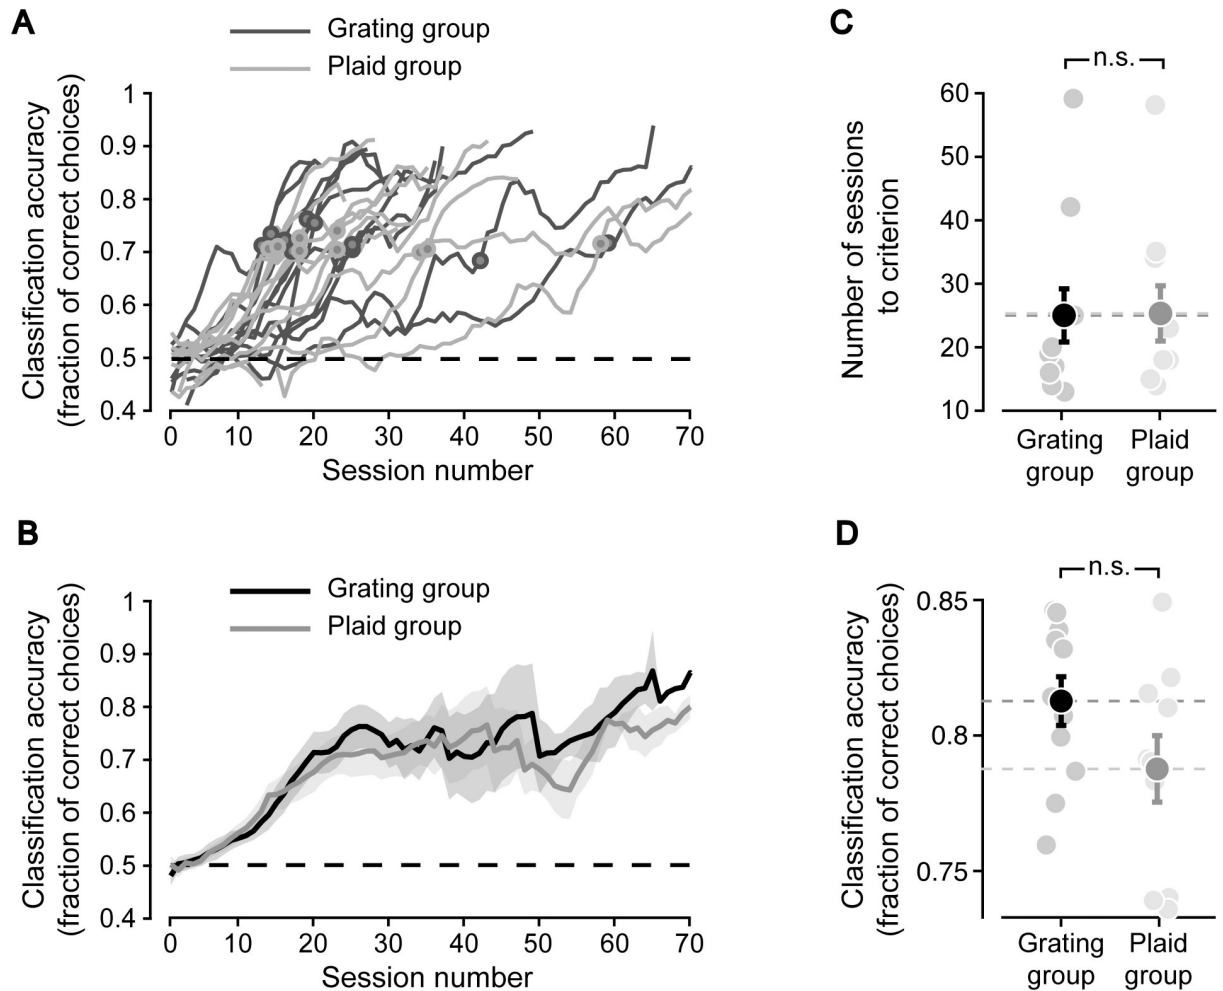 A
Grating group
Plaid group
Classification accuracy
(fraction of correct choices)
1
0.9
0.8
0.7
0.6
0.5
0.4
0 10 20 30 40 50 60 70
Session number
C
n.s.
Number of sessions
to criterion
60
50
40
30
20
10
Grating
group
Plaid
group
B
Grating group
Plaid group
Classification accuracy
(fraction of correct choices)
1
0.9
0.8
0.7
0.6
0.5
0.4
0 10 20 30 40 50 60 70
Session number
D
n.s.
Classification accuracy
(fraction of correct choices)
0.85
0.8
0.75
Grating
group
Plaid
group